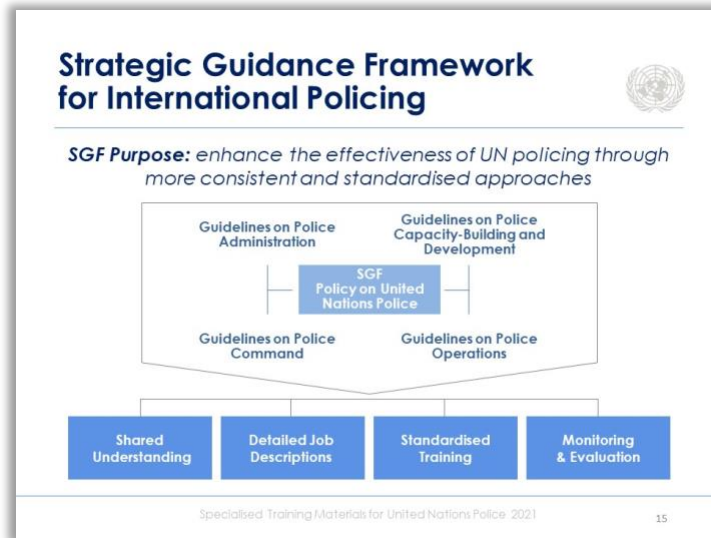 Strategic Guidance Framework
for International Policing
SGF Purpose: enhance the effectiveness of UN policing through
more consistent and standardised approaches
Guidelines on Police
Administration
Guidelines on Police
Capacity-Building and
Development
SGF
Policy on United
Nations Police
Guidelines on Police
Command
Guidelines on Police
Operations
Shared
Understanding
Detailed Job
Descriptions
Standardised
Training
Monitoring
& Evaluation
Specialised Training Materials for United Nations Police 2021
15